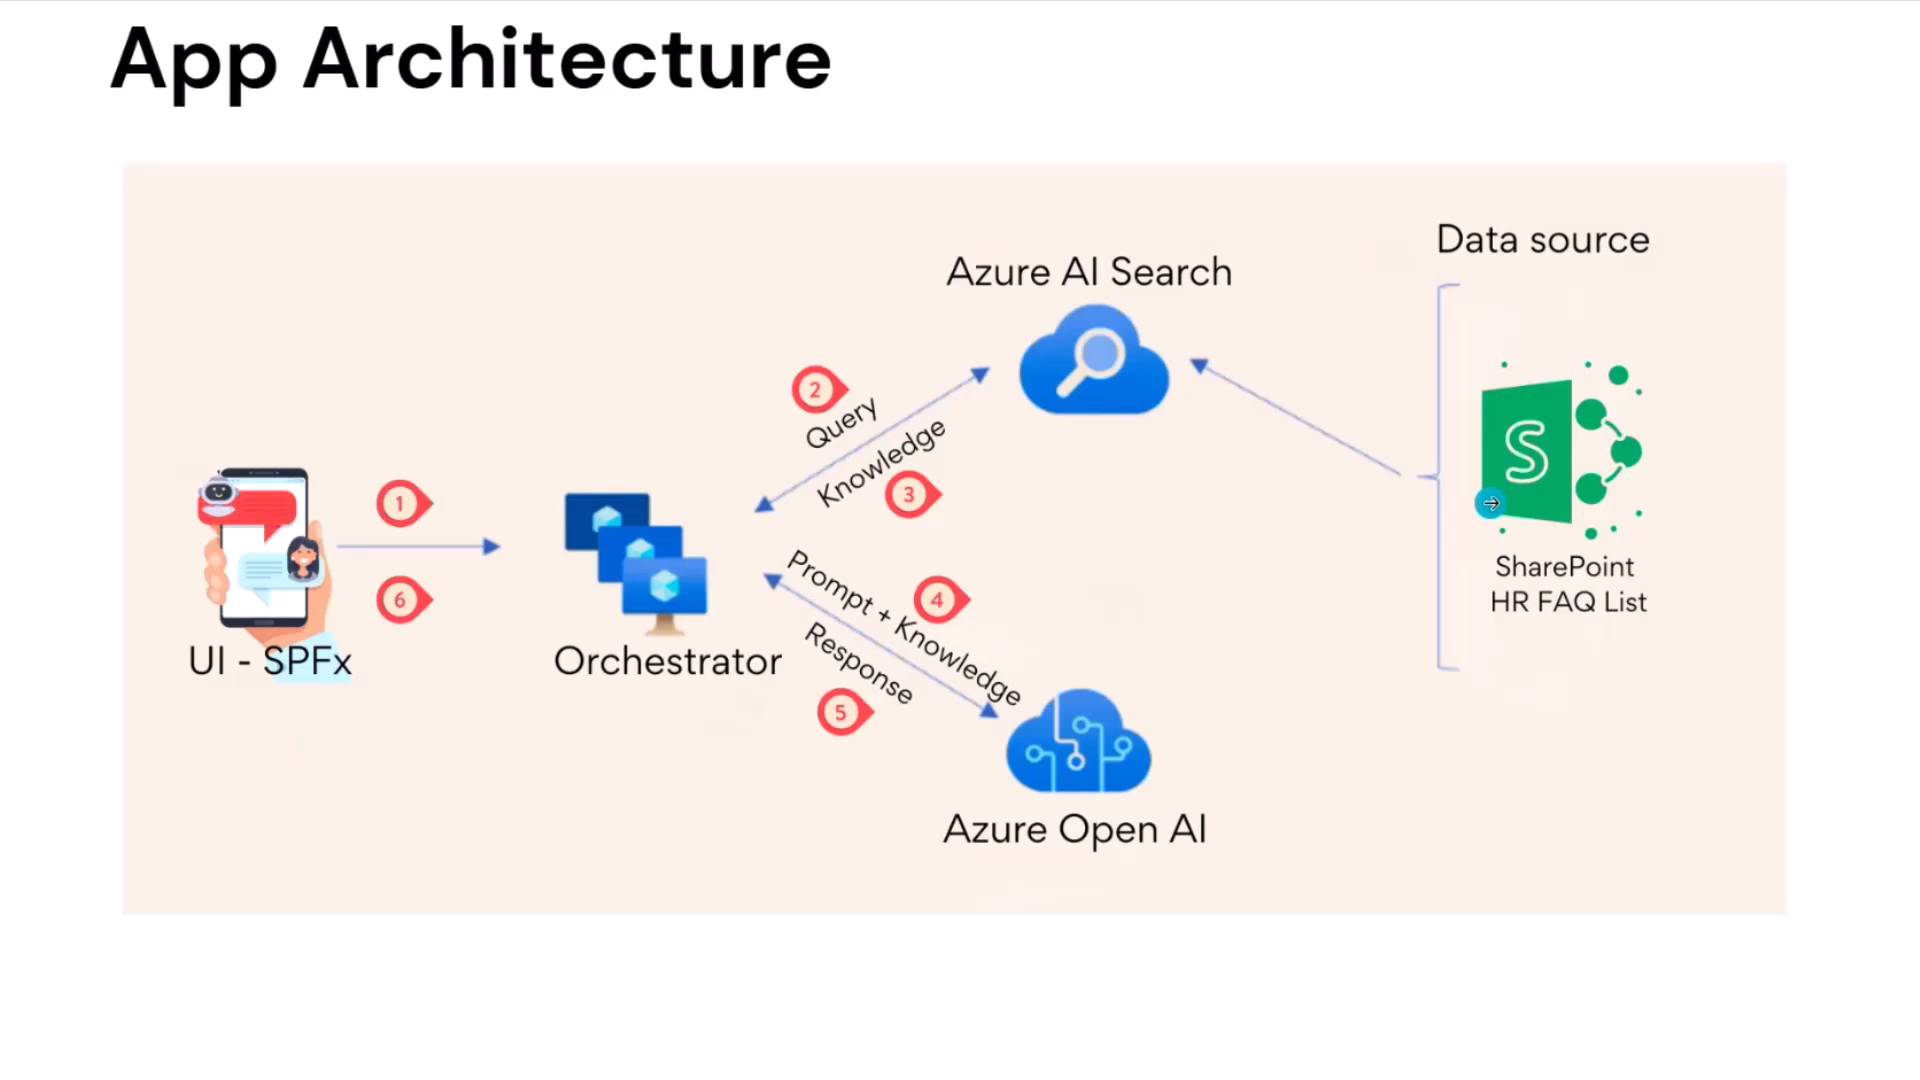 App Architecture
Data source
Azure AI Search
2
Query
Knowledge
3
1
6
UI - SPFx
Orchestrator
Prompt + Knowledge
4
Response
5
Azure Open AI
S
SharePoint
HR FAQ List